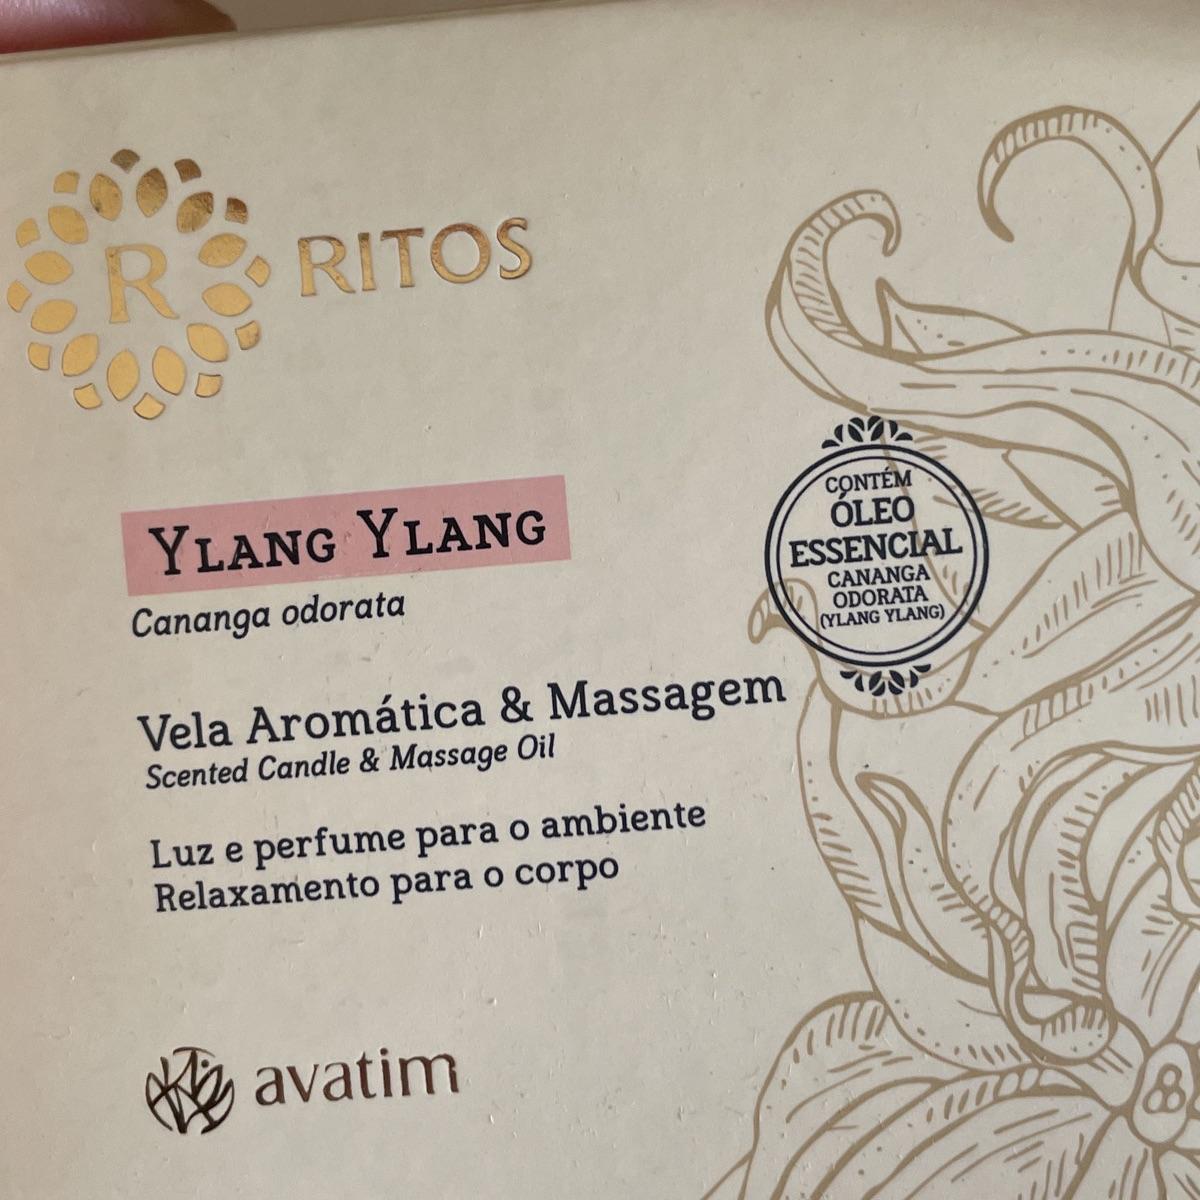 R
RITOS
YLANG YLANG
Cananga odorata
CONTÉM
ÓLEO
ESSENCIAL
CANANGA
ODORATA
(YLANG YLANG)
Vela Aromática & Massagem
Scented Candle & Massage Oil
Luz e perfume para o ambiente
Relaxamento para o corpo
avatim